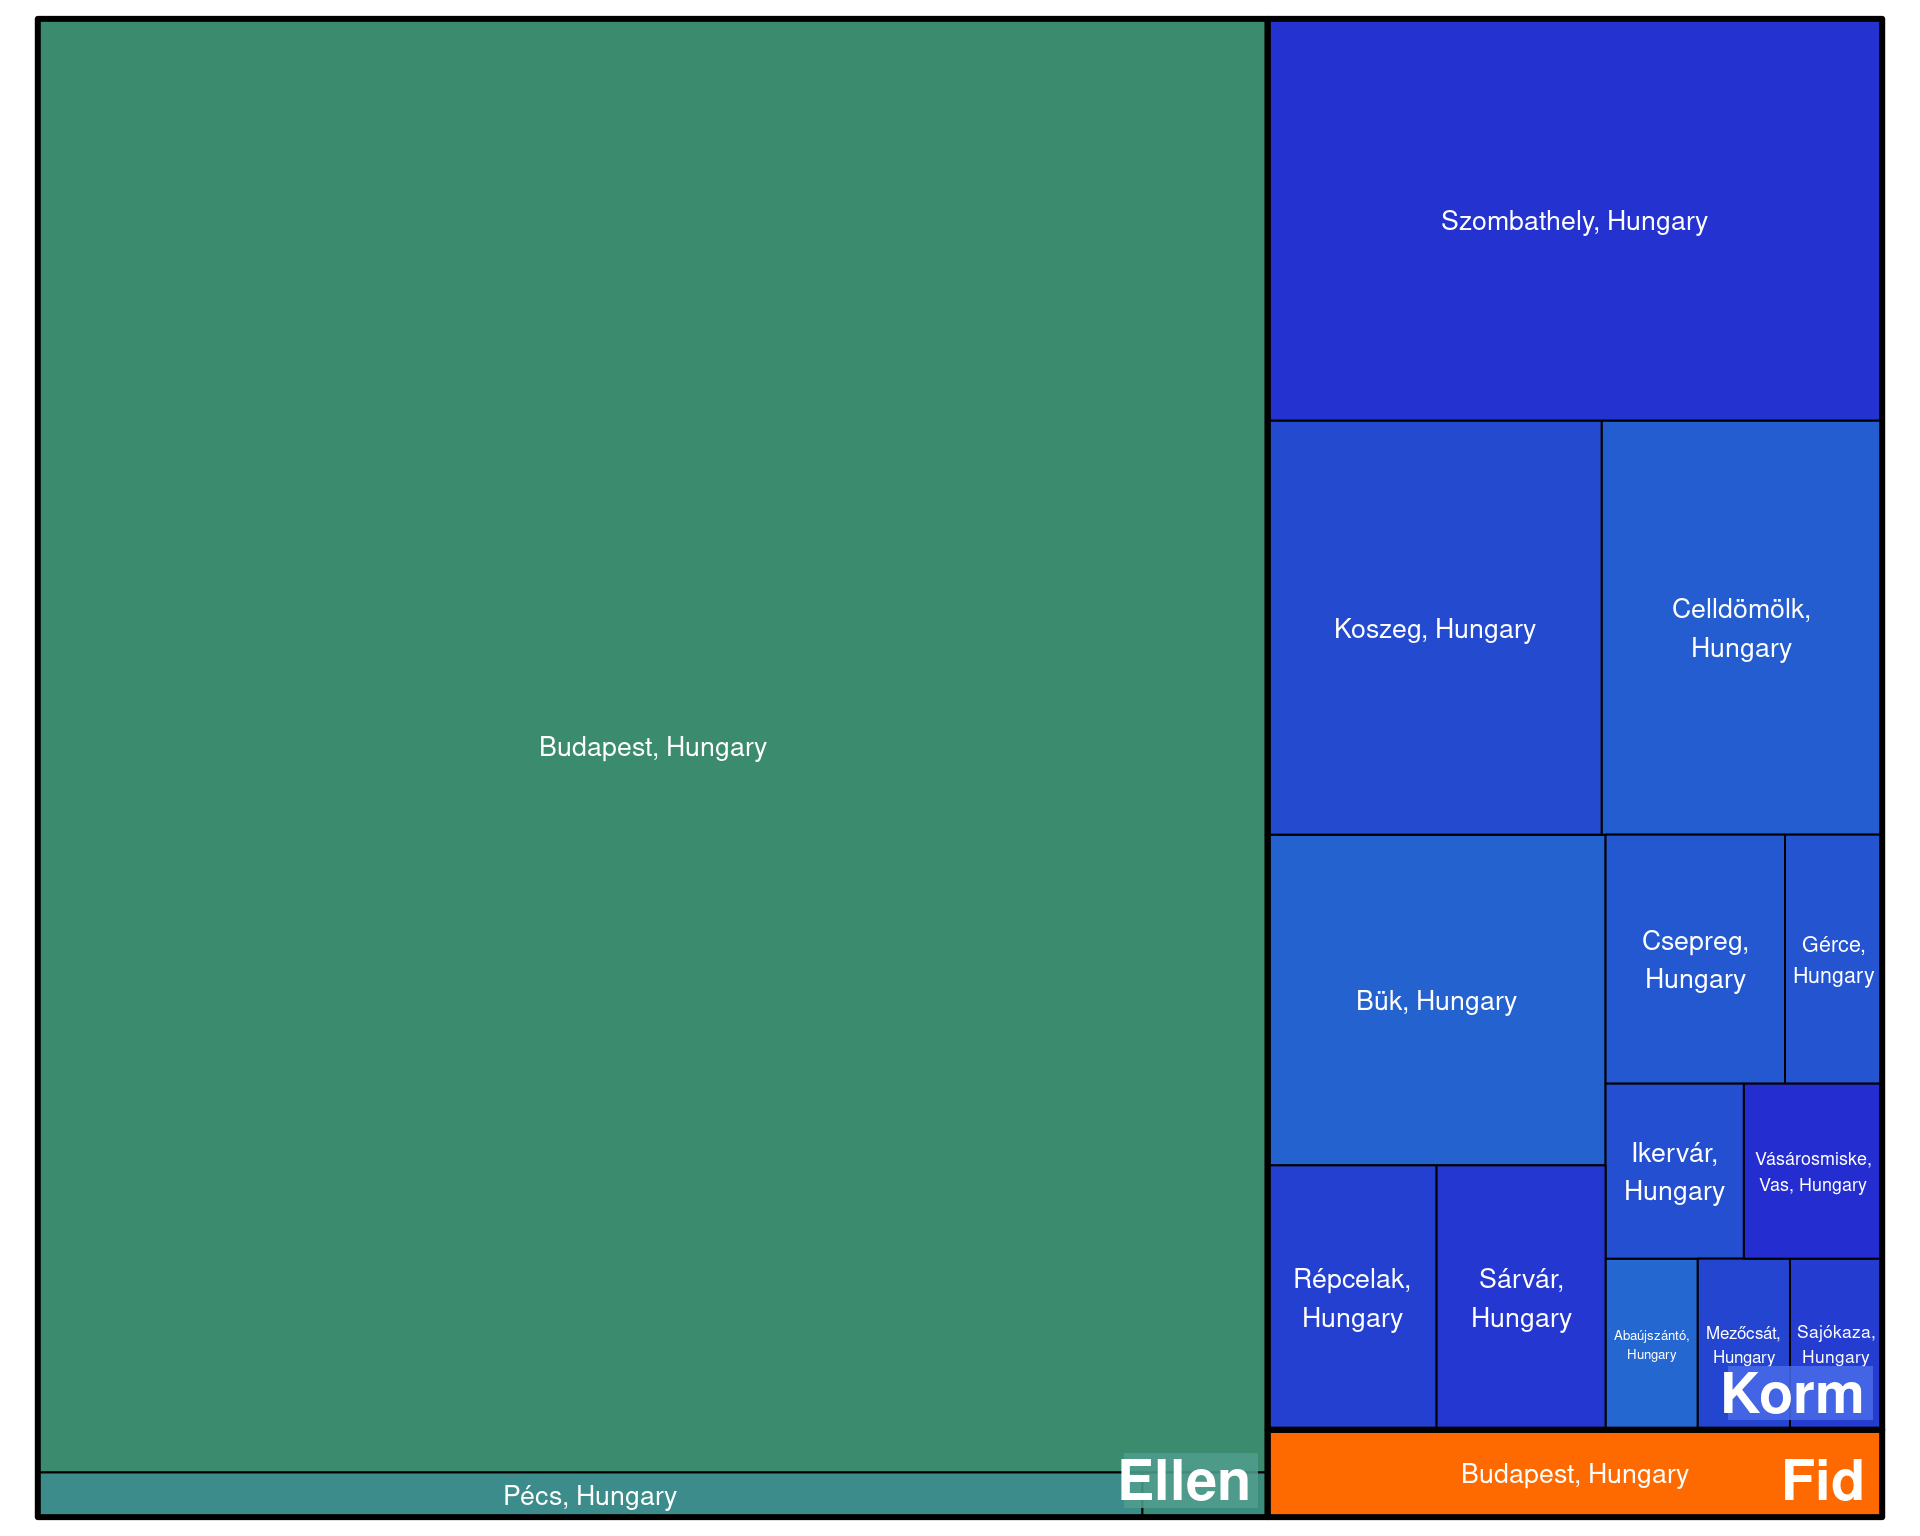 Budapest, Hungary
Pécs, Hungary
Ellen
Szombathely, Hungary
Koszeg, Hungary
Celldömölk,
Hungary
Bük, Hungary
Csepreg,
Hungary
Gérce,
Hungary
Ikervár,
Hungary
Vásárosmiske,
Vas, Hungary
Répcelak,
Hungary
Sárvár,
Hungary
Abaújszántó,
Hungary
Mezőcsát,
Hungary
Sajókaza,
Hungary
Korm
Budapest, Hungary
Fid